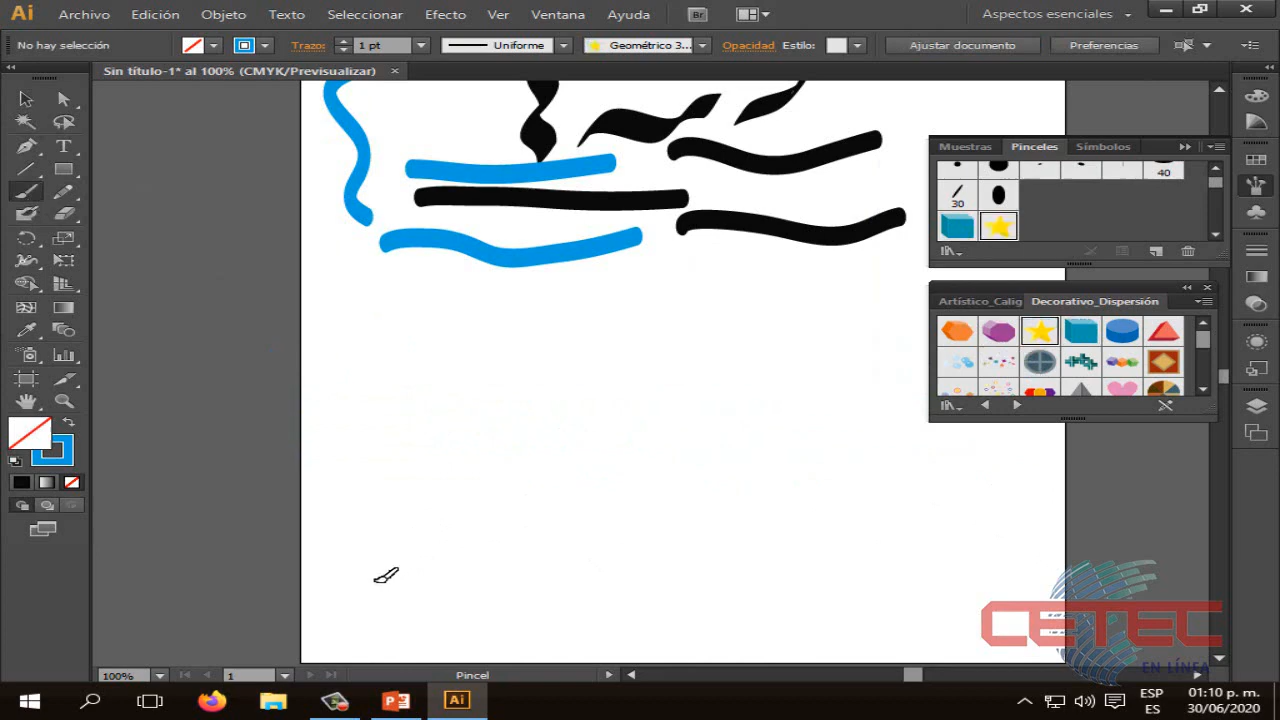 Ai Archivo Edición Objeto Texto Seleccionar Efecto Ver Ventana Ayuda Br Aspectos esenciales
No hay selección Trazo: 1 pt Uniforme Geométrico 3... Opacidad Estilo: Ajustar documento Preferencias
Sin título-1* al 100% (CMYK/Previsualizar)
Muestras Pinceles Símbolos
40
30
Artístico_Calig Decorativo_Dispersión
T
CETEC
EN LÍNEA
100% 1 Pincel
Ai ESP 01:10 p. m.
ES 30/06/2020